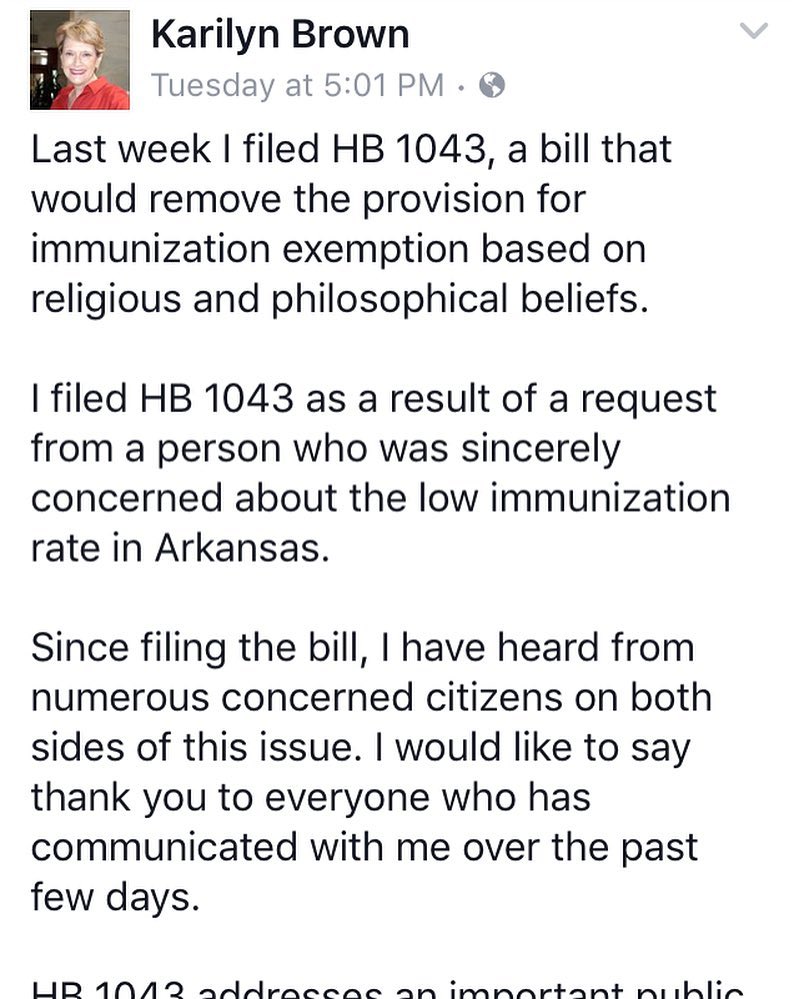 Karilyn Brown
Tuesday at 5:01 PM ·
Last week I filed HB 1043, a bill that
would remove the provision for
immunization exemption based on
religious and philosophical beliefs.
I filed HB 1043 as a result of a request
from a person who was sincerely
concerned about the low immunization
rate in Arkansas.
Since filing the bill, I have heard from
numerous concerned citizens on both
sides of this issue. I would like to say
thank you to everyone who has
communicated with me over the past
few days.
HB 1043 addresses an important public